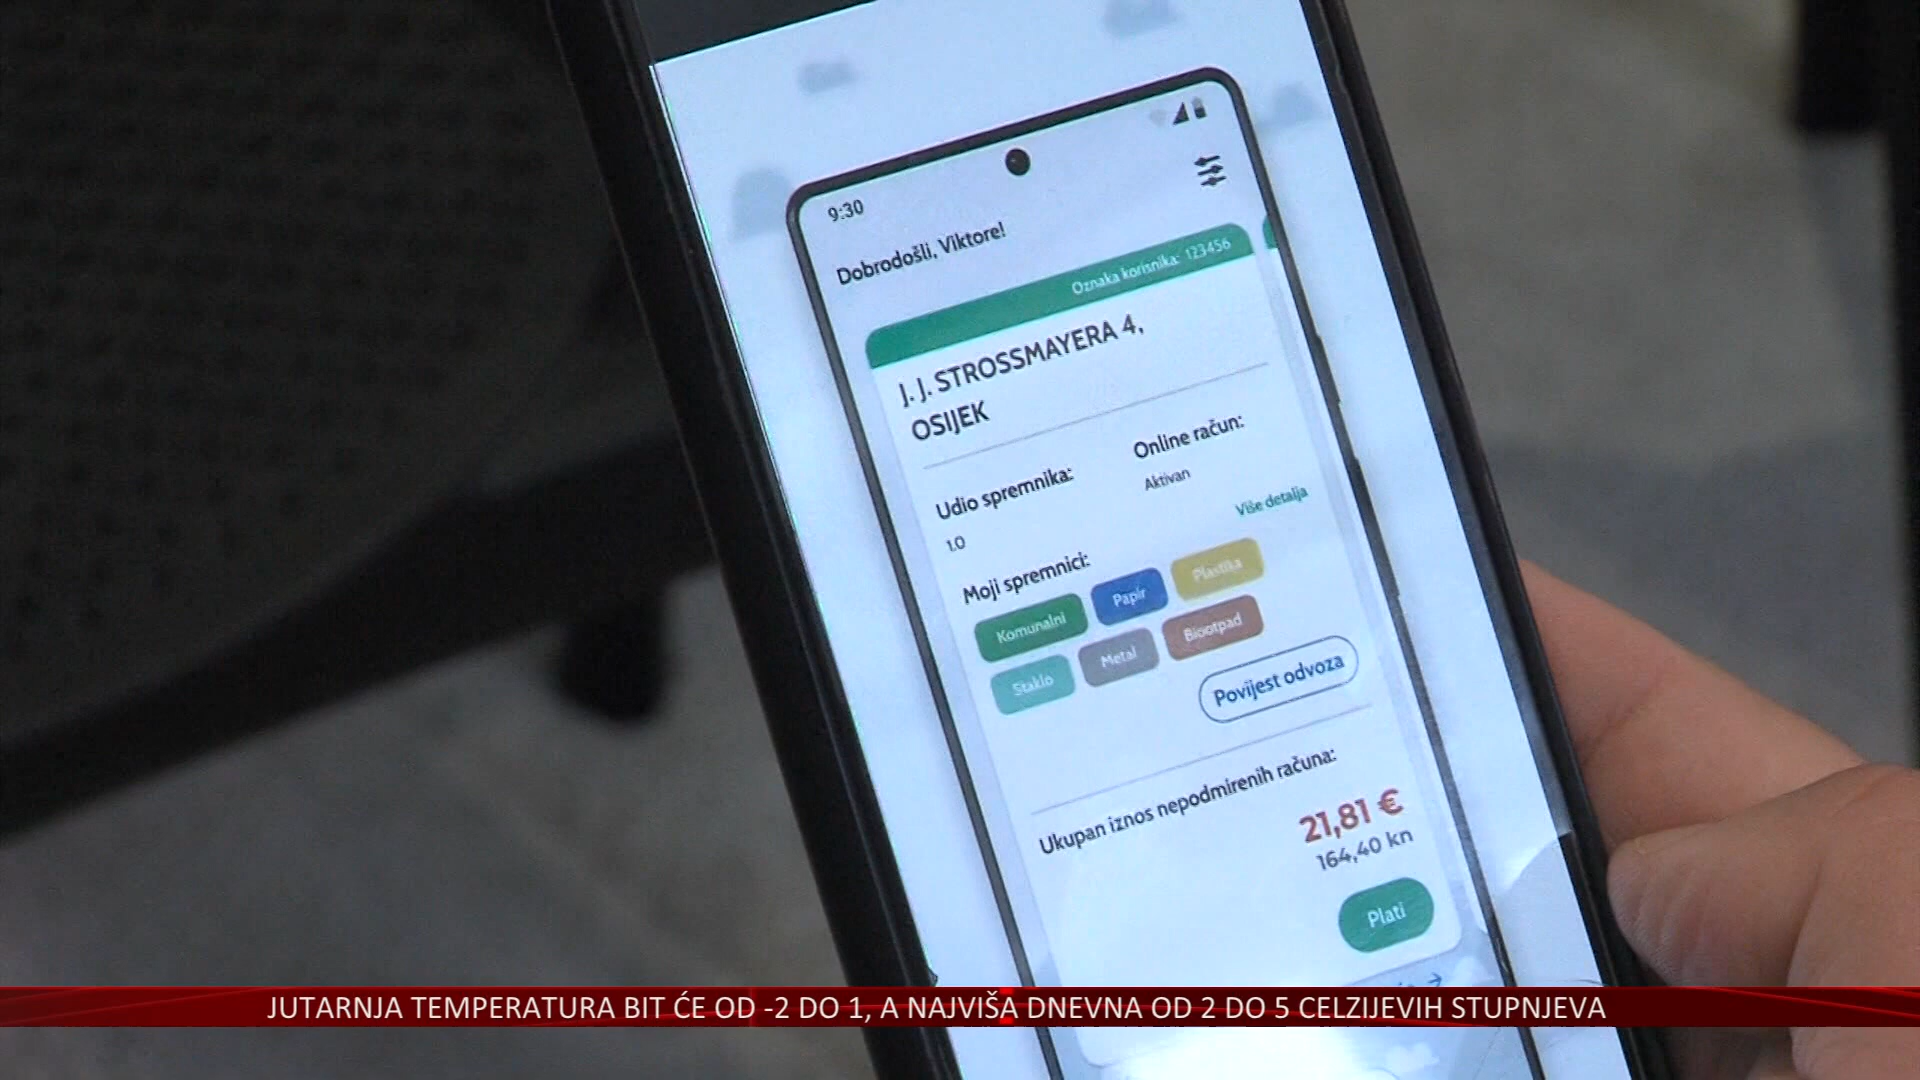 9:30
Dobrodošli, Viktore!
Oznaka korisnika: 123456
J. J. STROSSMAYERA 4,
OSIJEK
Udio spremnika:
1.0
Online račun:
Aktivan
Više detalja
Moji spremnici:
Komunalni
Papir
Plastika
Staklo
Metal
Biootpad
Povijest odvoza
Ukupan iznos nepodmirenih računa:
21,81 €
164,40 kn
Plati
JUTARNJA TEMPERATURA BIT ĆE OD -2 DO 1, A NAJVIŠA DNEVNA OD 2 DO 5 CELZIJEVIH STUPNJEVA